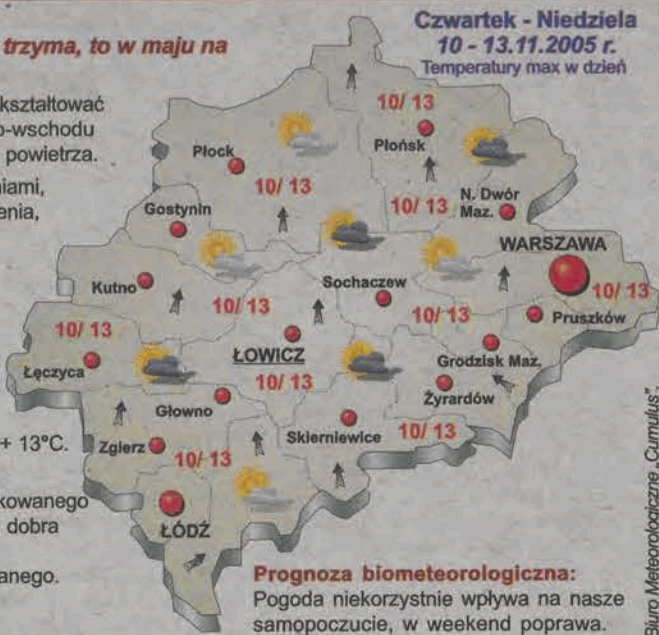 trzyma, to w maju na
kształtować
o-wschodu
powietrza.
niami,
enia,
+ 13°C.
kowanego
dobra
anego.
Czwartek - Niedziela
10 - 13.11.2005 r.
Temperatury max w dzień
10/ 13
Płońsk
Płock
10/ 13
10/ 13
N. Dwór
Maz.
Gostynin
WARSZAWA
Kutno
Sochaczew
10/ 13
10/ 13
10/ 13
Pruszków
10/ 13
ŁOWICZ
Grodzisk Maz.
Łęczyca
10/ 13
Żyrardów
Głowno
Skierniewice
10/ 13
Zgierz
10/ 13
ŁÓDŹ
Prognoza biometeorologiczna:
Pogoda niekorzystnie wpływa na nasze
samopoczucie, w weekend poprawa.
Biuro Meteorologiczne „Cumulus”.